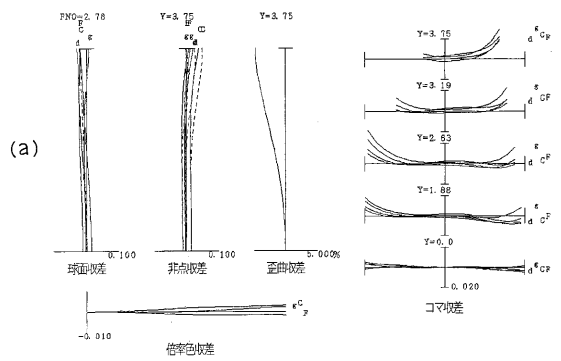 (a)
FNO=2.78
F
C
d g
0.100
球面収差
Y=3.75
g d
0.100
非点収差
Y=3.75
5.000%
歪曲収差
-0.010
g C
F
倍率色収差
Y=3.75
d g C F
Y=3.19
d g C F
Y=2.63
d g C F
Y=1.88
d g C F
Y=0.0
d g C F
0.020
コマ収差